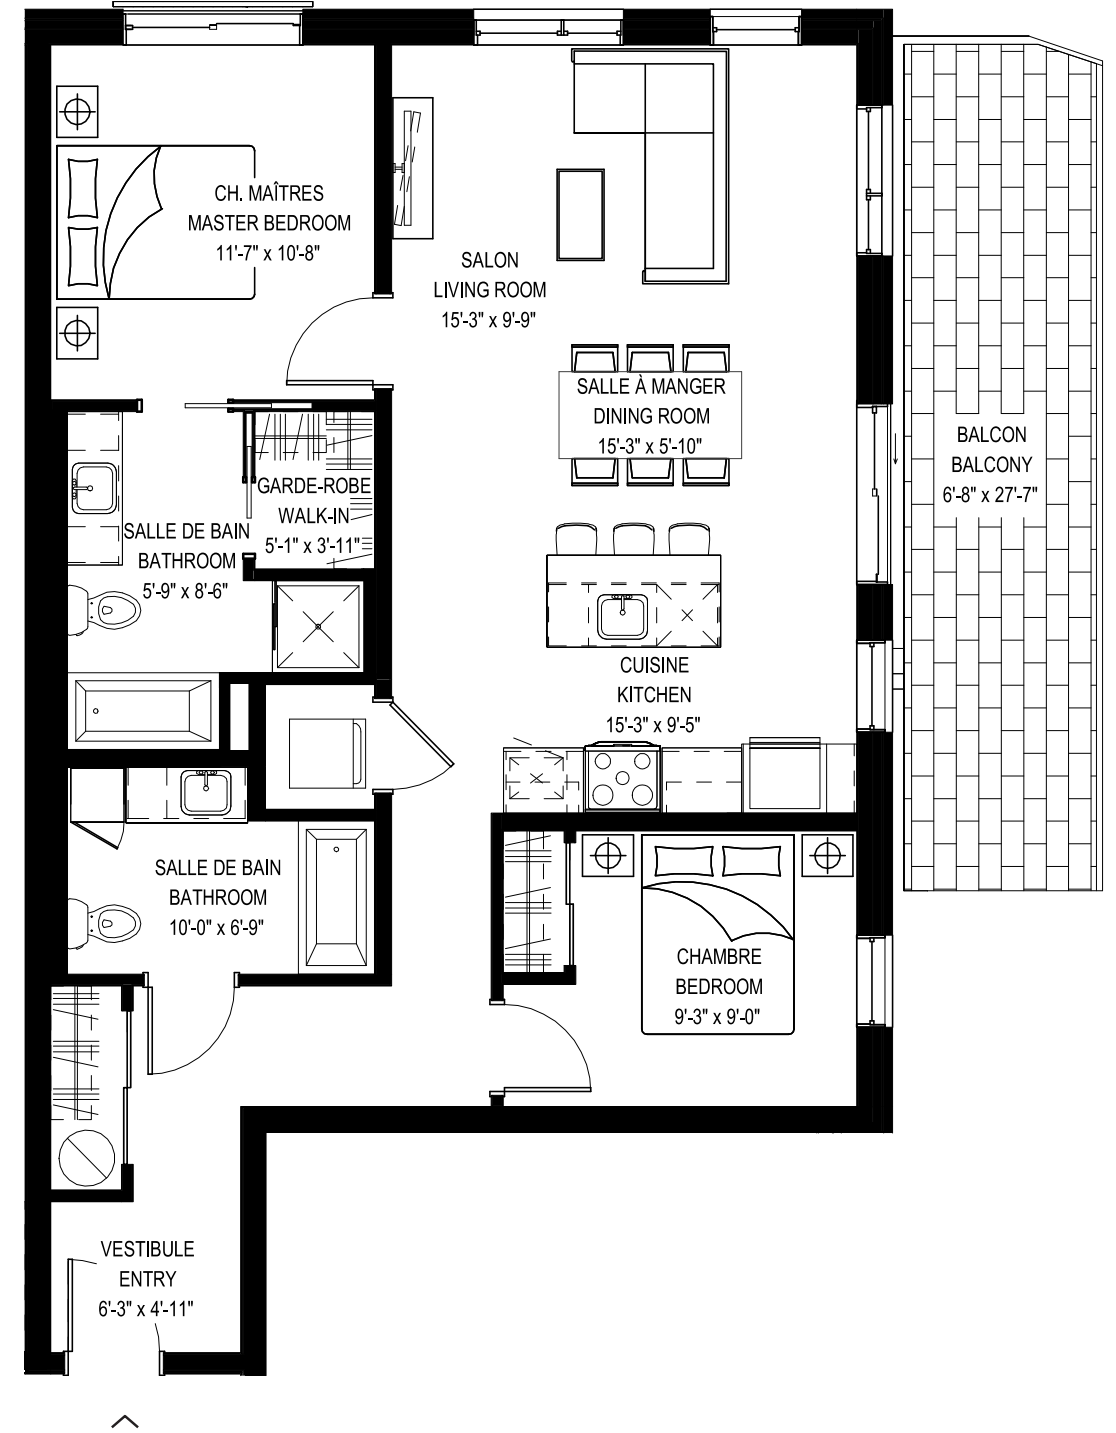 CH. MAÎTRES
MASTER BEDROOM
11'-7" x 10'-8"
SALON
LIVING ROOM
15'-3" x 9'-9"
SALLE À MANGER
DINING ROOM
15'-3" x 5'-10"
BALCON
BALCONY
6'-8" x 27'-7"
GARDE-ROBE
WALK-IN
5'-1" x 3'-11"
SALLE DE BAIN
BATHROOM
5'-9" x 8'-6"
CUISINE
KITCHEN
15'-3" x 9'-5"
SALLE DE BAIN
BATHROOM
10'-0" x 6'-9"
CHAMBRE
BEDROOM
9'-3" x 9'-0"
VESTIBULE
ENTRY
6'-3" x 4'-11"